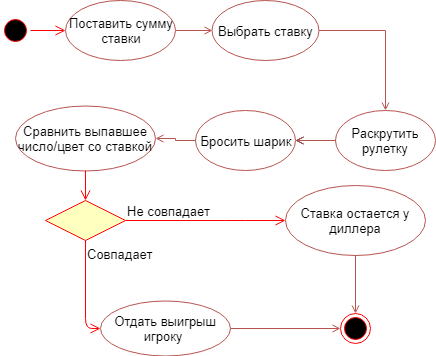 Поставить сумму
ставки
Выбрать ставку
Раскрутить
рулетку
Бросить шарик
Сравнить выпавшее
число/цвет со ставкой
Не совпадает
Ставка остается у
диллера
Совпадает
Отдать выигрыш
игроку